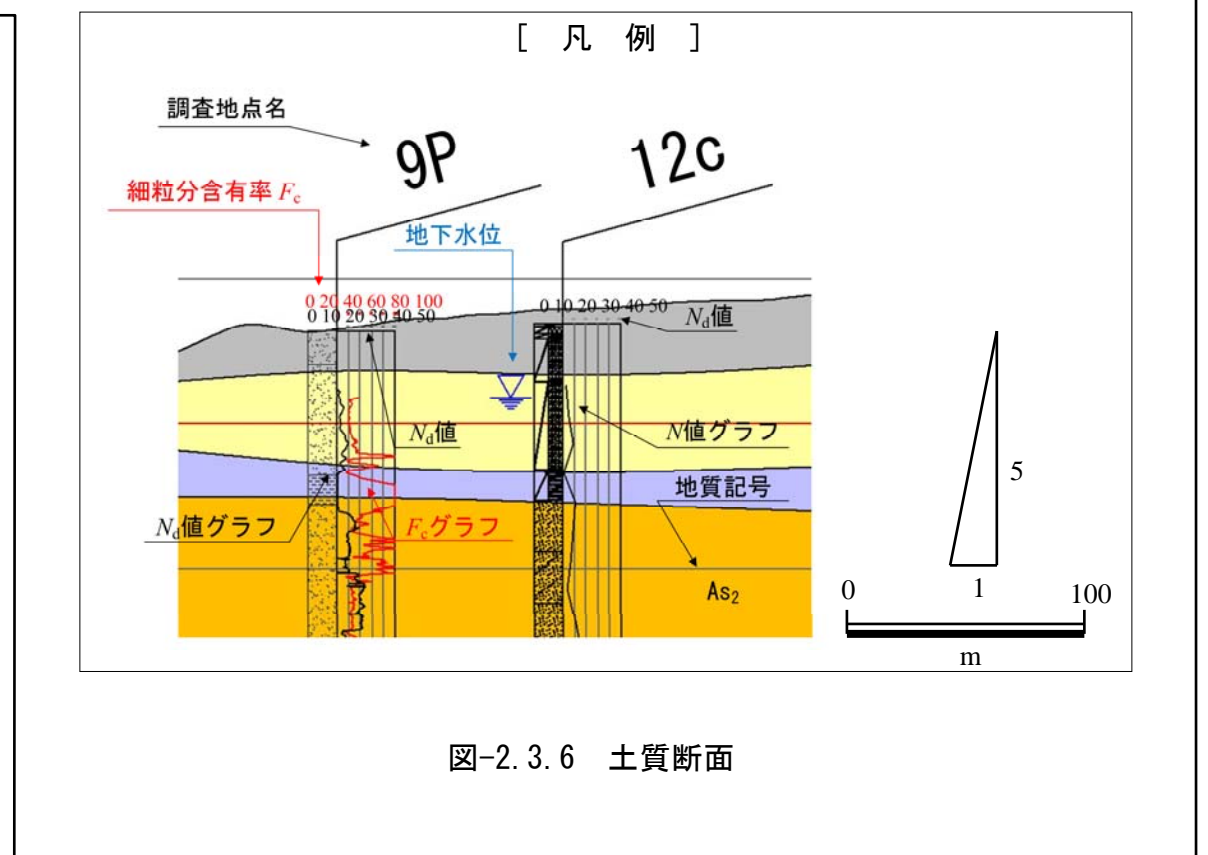 [ 凡 例 ]
調査地点名
9P
12c
細粒分含有率 Fc
地下水位
0 20 40 60 80 100
0 10 20 30 40 50
0 10 20 30 40 50
Nd値
Nd値
N値グラフ
地質記号
Nd値グラフ
Fcグラフ
As2
5
1
0
100
m
図-2.3.6 土質断面